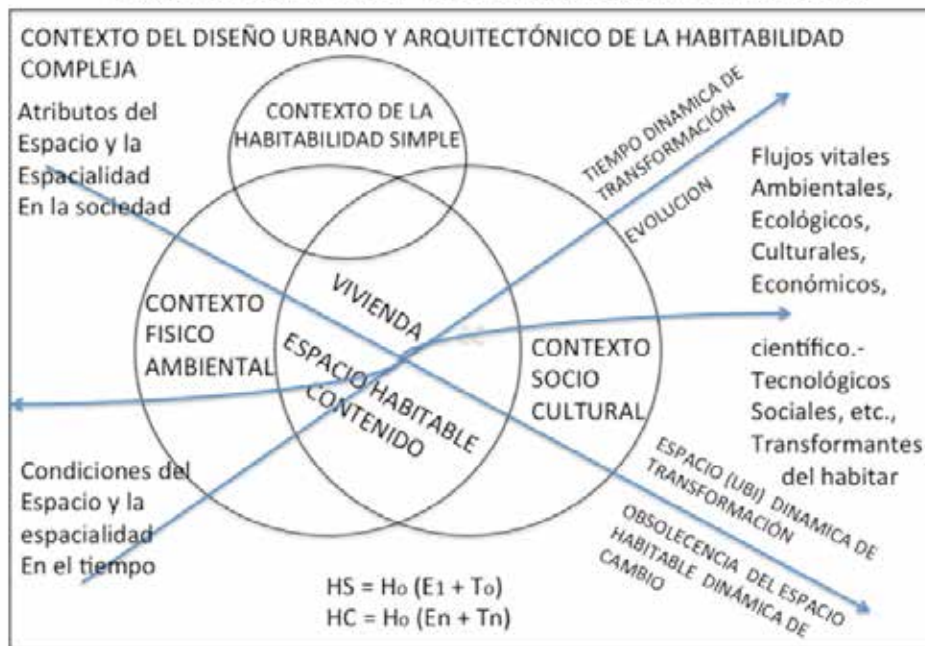 CONTEXTO DEL DISEÑO URBANO Y ARQUITECTÓNICO DE LA HABITABILIDAD
COMPLEJA
Atributos del
Espacio y la
Espacialidad
En la sociedad
CONTEXTO DE LA
HABITABILIDAD SIMPLE
TIEMPO DINAMICA DE
TRANSFORMACIÓN
EVOLUCION
Flujos vitales
Ambientales,
Ecológicos,
Culturales,
Económicos,
científico.-
Tecnológicos
Sociales, etc.,
Transformantes
del habitar
CONTEXTO
FISICO
AMBIENTAL
VIVIENDA
ESPACIO HABITABLE
CONTENIDO
CONTEXTO
SOCIO
CULTURAL
Condiciones del
Espacio y la
espacialidad
En el tiempo
ESPACIO (UBI) DINAMICA DE
TRANSFORMACIÓN
OBSOLECENCIA DEL ESPACIO
HABITABLE DINÁMICA DE
CAMBIO
HS = Ho (E1 + To)
HC = Ho (En + Tn)